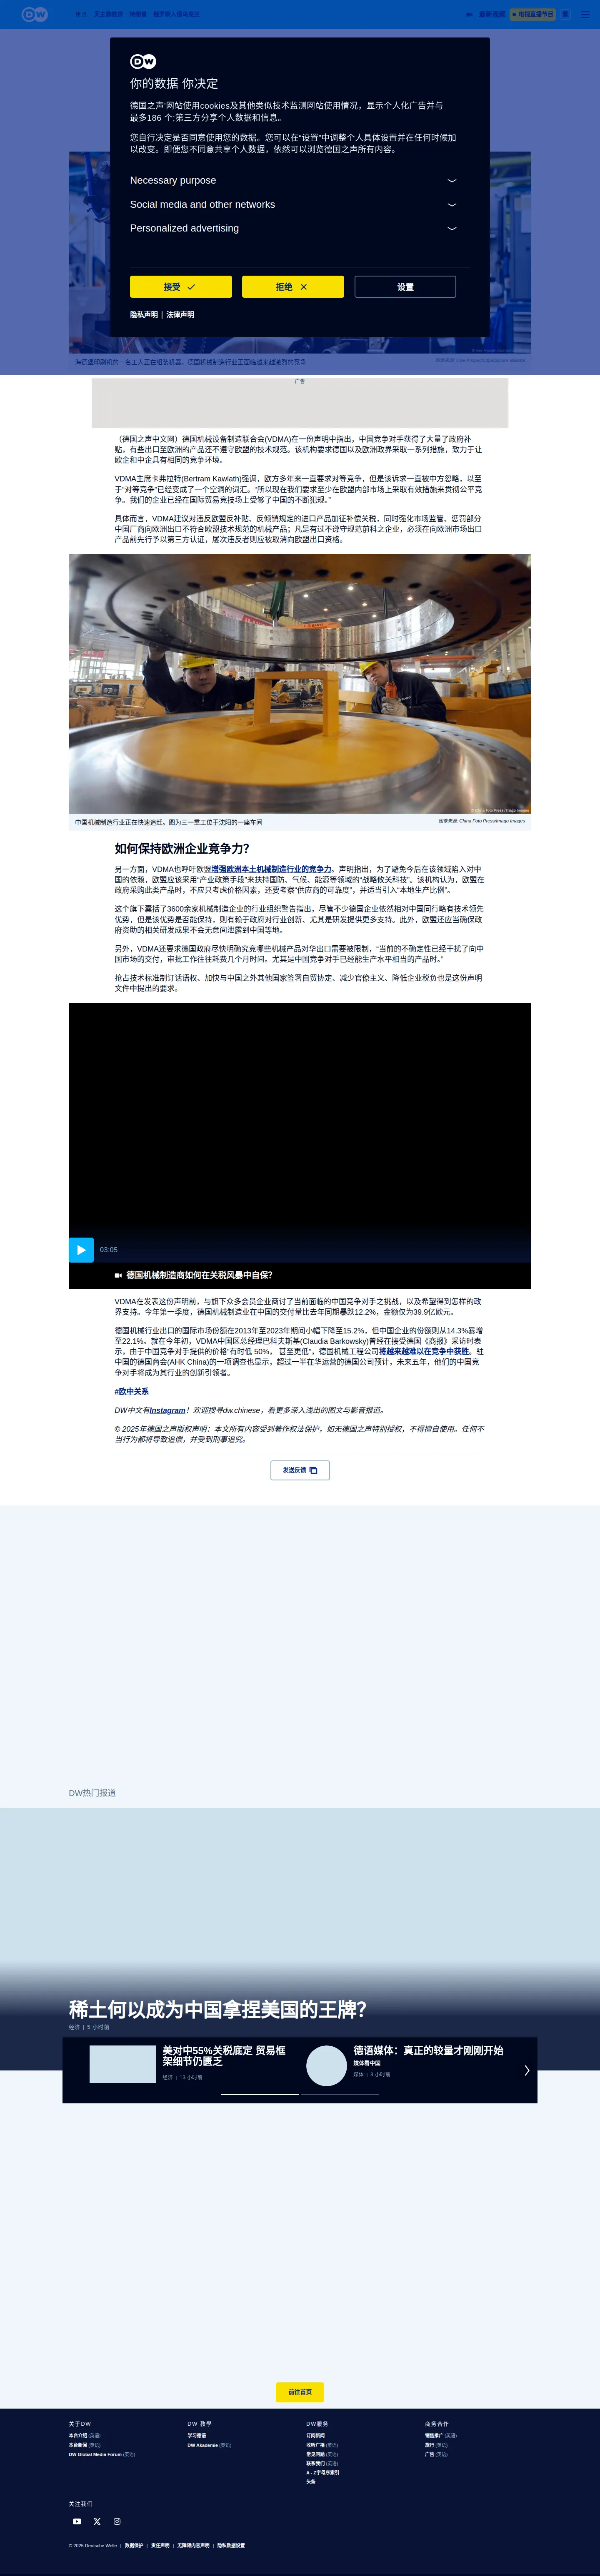 DW
最新视频
电视直播节目
繁
DW
你的数据 你决定
德国之声'网站使用cookies及其他类似技术监测网站使用情况，显示个人化广告并与
最多186 个;第三方分享个人数据和信息。
您自行决定是否同意使用您的数据。您可以在“设置”中调整个人具体设置并在任何时候加
以改变。即便您不同意共享个人数据，依然可以浏览德国之声所有内容。
Necessary purpose
Social media and other networks
Personalized advertising
接受
拒绝
设置
隐私声明 | 法律声明
海德堡印刷机的一名工人正在组装机器。德国机械制造行业正面临越来越激烈的竞争
广告
（德国之声中文网）德国机械设备制造联合会(VDMA)在一份声明中指出，中国竞争对手获得了大量了政府补
贴，有些出口至欧洲的产品还不遵守欧盟的技术规范。该机构要求德国以及欧洲政界采取一系列措施，致力于让
欧企和中企具有相同的竞争环境。
VDMA主席卡弗拉特(Bertram Kawlath)强调，欧方多年来一直要求对等竞争，但是该诉求一直被中方忽略，以至
于“对等竞争”已经变成了一个空洞的词汇。“所以现在我们要求至少在欧盟内部市场上采取有效措施来贯彻公平竞
争。我们的企业已经在国际贸易竞技场上受够了中国的不断犯规。”
具体而言，VDMA建议对违反欧盟反补贴、反倾销规定的进口产品加征补偿关税，同时强化市场监管、惩罚部分
中国厂商向欧洲出口不符合欧盟技术规范的机械产品；凡是有过不遵守规范前科之企业，必须在向欧洲市场出口
产品前先行予以第三方认证，屡次违反者则应被取消向欧盟出口资格。
© China Foto Press/Imago Images
中国机械制造行业正在快速追赶。图为三一重工位于沈阳的一座车间
图像来源: China Foto Press/Imago Images
如何保持欧洲企业竞争力？
另一方面，VDMA也呼吁欧盟增强欧洲本土机械制造行业的竞争力。声明指出，为了避免今后在该领域陷入对中
国的依赖，欧盟应该采用“产业政策手段”来扶持国防、气候、能源等领域的“战略攸关科技”。该机构认为，欧盟在
政府采购此类产品时，不应只考虑价格因素，还要考察“供应商的可靠度”，并适当引入“本地生产比例”。
这个旗下囊括了3600余家机械制造企业的行业组织警告指出，尽管不少德国企业依然相对中国同行略有技术领先
优势，但是该优势是否能保持，则有赖于政府对行业创新、尤其是研发提供更多支持。此外，欧盟还应当确保政
府资助的相关研发成果不会无意间泄露到中国等地。
另外，VDMA还要求德国政府尽快明确究竟哪些机械产品对华出口需要被限制，“当前的不确定性已经干扰了向中
国市场的交付，审批工作往往耗费几个月时间。尤其是中国竞争对手已经能生产水平相当的产品时。”
抢占技术标准制订话语权、加快与中国之外其他国家签署自贸协定、减少官僚主义、降低企业税负也是这份声明
文件中提出的要求。
03:05
德国机械制造商如何在关税风暴中自保？
VDMA在发表这份声明前，与旗下众多会员企业商讨了当前面临的中国竞争对手之挑战，以及希望得到怎样的政
界支持。今年第一季度，德国机械制造业在中国的交付量比去年同期暴跌12.2%，金额仅为39.9亿欧元。
德国机械行业出口的国际市场份额在2013年至2023年期间小幅下降至15.2%，但中国企业的份额则从14.3%暴增
至22.1%。就在今年初，VDMA中国区总经理巴科夫斯基(Claudia Barkowsky)曾经在接受德国《商报》采访时表
示，由于中国竞争对手提供的价格“有时低 50%， 甚至更低”，德国机械工程公司将越来越难以在竞争中获胜。驻
中国的德国商会(AHK China)的一项调查也显示，超过一半在华运营的德国公司预计，未来五年，他们的中国竞
争对手将成为其行业的创新引领者。
#欧中关系
DW中文有Instagram！欢迎搜寻dw.chinese，看更多深入浅出的图文与影音报道。
© 2025年德国之声版权声明：本文所有内容受到著作权法保护，如无德国之声特别授权，不得擅自使用。任何不
当行为都将导致追偿，并受到刑事追究。
发送反馈
DW热门报道
稀土何以成为中国拿捏美国的王牌？
经济 | 5 小时前
美对中55%关税底定 贸易框
架细节仍匮乏
经济 | 13 小时前
德语媒体：真正的较量才刚刚开始
媒体看中国
媒体 | 3 小时前
前往首页
关于DW
本台介绍 (英语)
本台新闻 (英语)
DW Global Media Forum (英语)
DW 教學
学习德语
DW Akademie (英语)
DW服务
订阅新闻
收听广播 (英语)
常见问题 (英语)
联系我们 (英语)
A - Z字母序索引
头条
商务合作
销售推广 (英语)
旅行 (英语)
广告 (英语)
关注我们
© 2025 Deutsche Welle | 数据保护 | 责任声明 | 无障碍内容声明 | 隐私数据设置